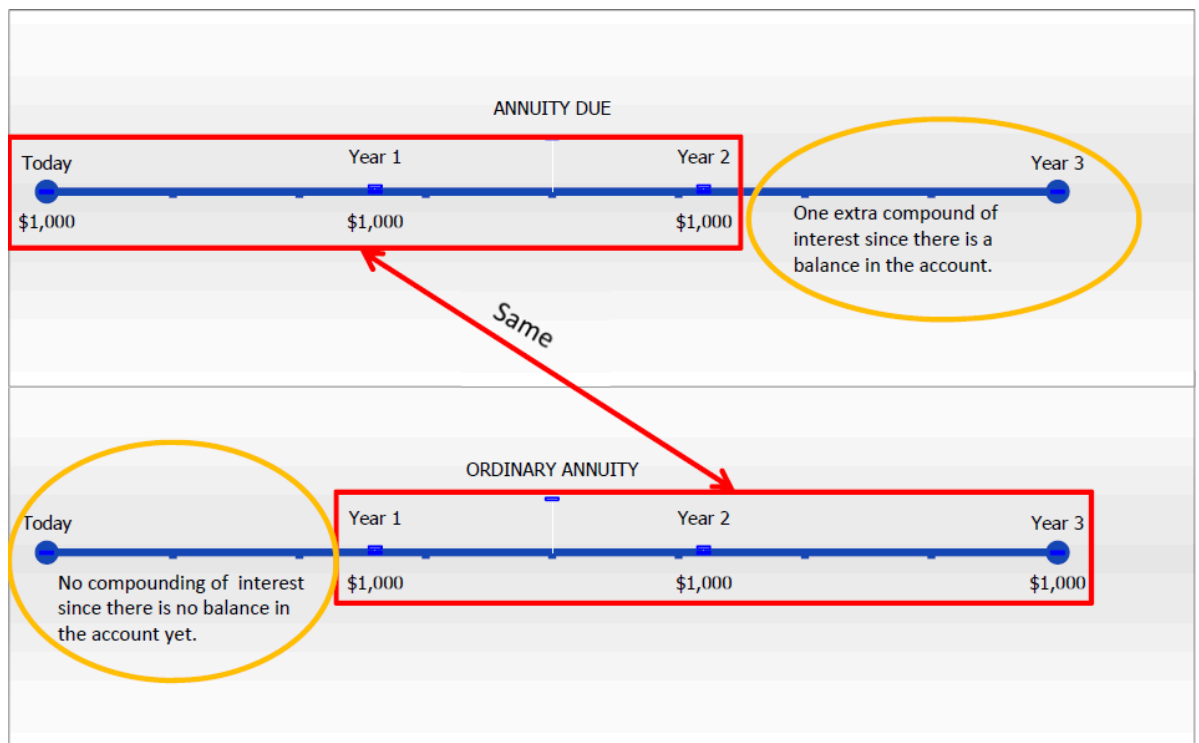 ANNUITY DUE
Today
Year 1
Year 2
Year 3
$1,000
$1,000
$1,000
One extra compound of
interest since there is a
balance in the account.
Same
ORDINARY ANNUITY
Today
Year 1
Year 2
Year 3
No compounding of interest
since there is no balance in
the account yet.
$1,000
$1,000
$1,000